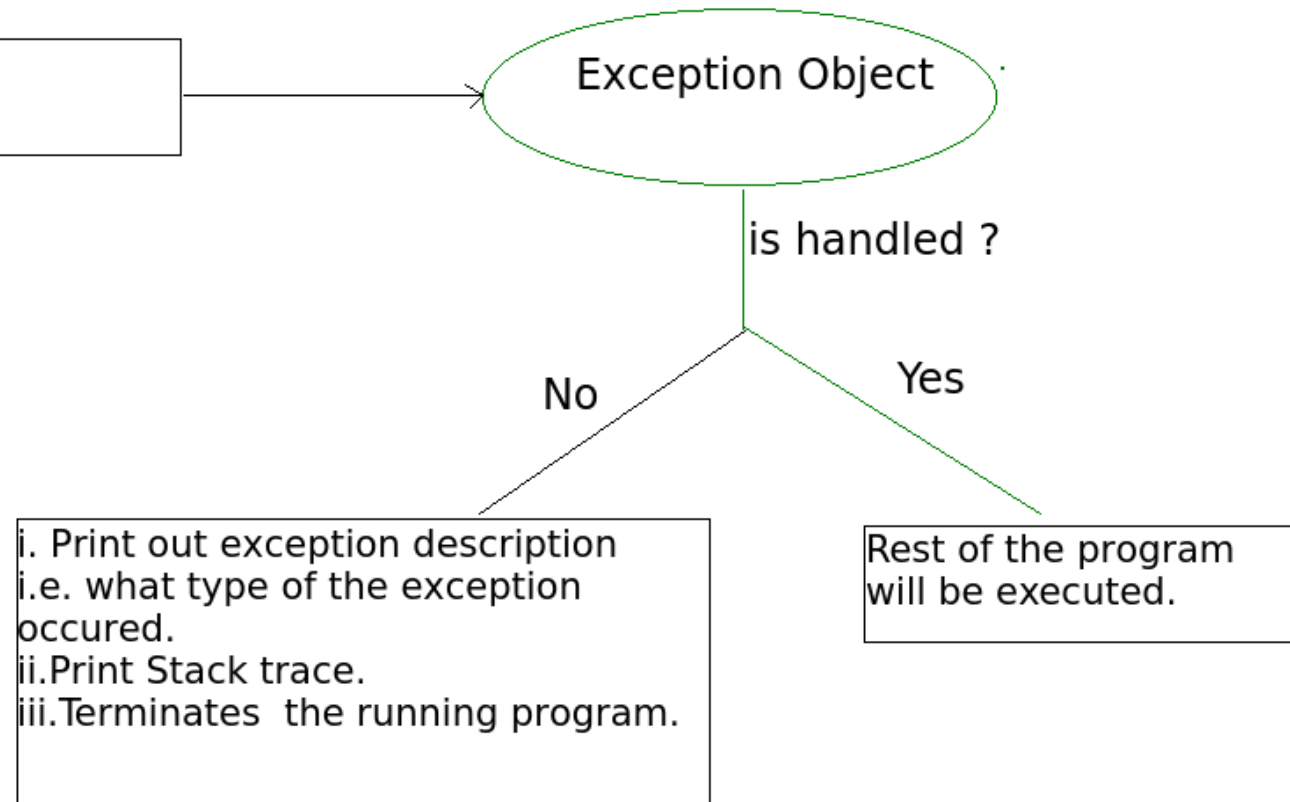 Exception Object
is handled ?
No
Yes
i. Print out exception description
i.e. what type of the exception
occured.
ii.Print Stack trace.
iii.Terminates  the running program.
Rest of the program
will be executed.